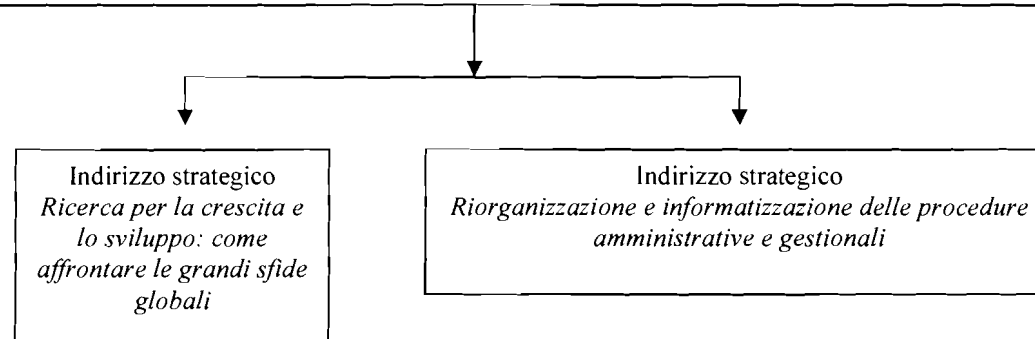 Indirizzo strategico
Ricerca per la crescita e
lo sviluppo: come
affrontare le grandi sfide
globali
Indirizzo strategico
Riorganizzazione e informatizzazione delle procedure
amministrative e gestionali